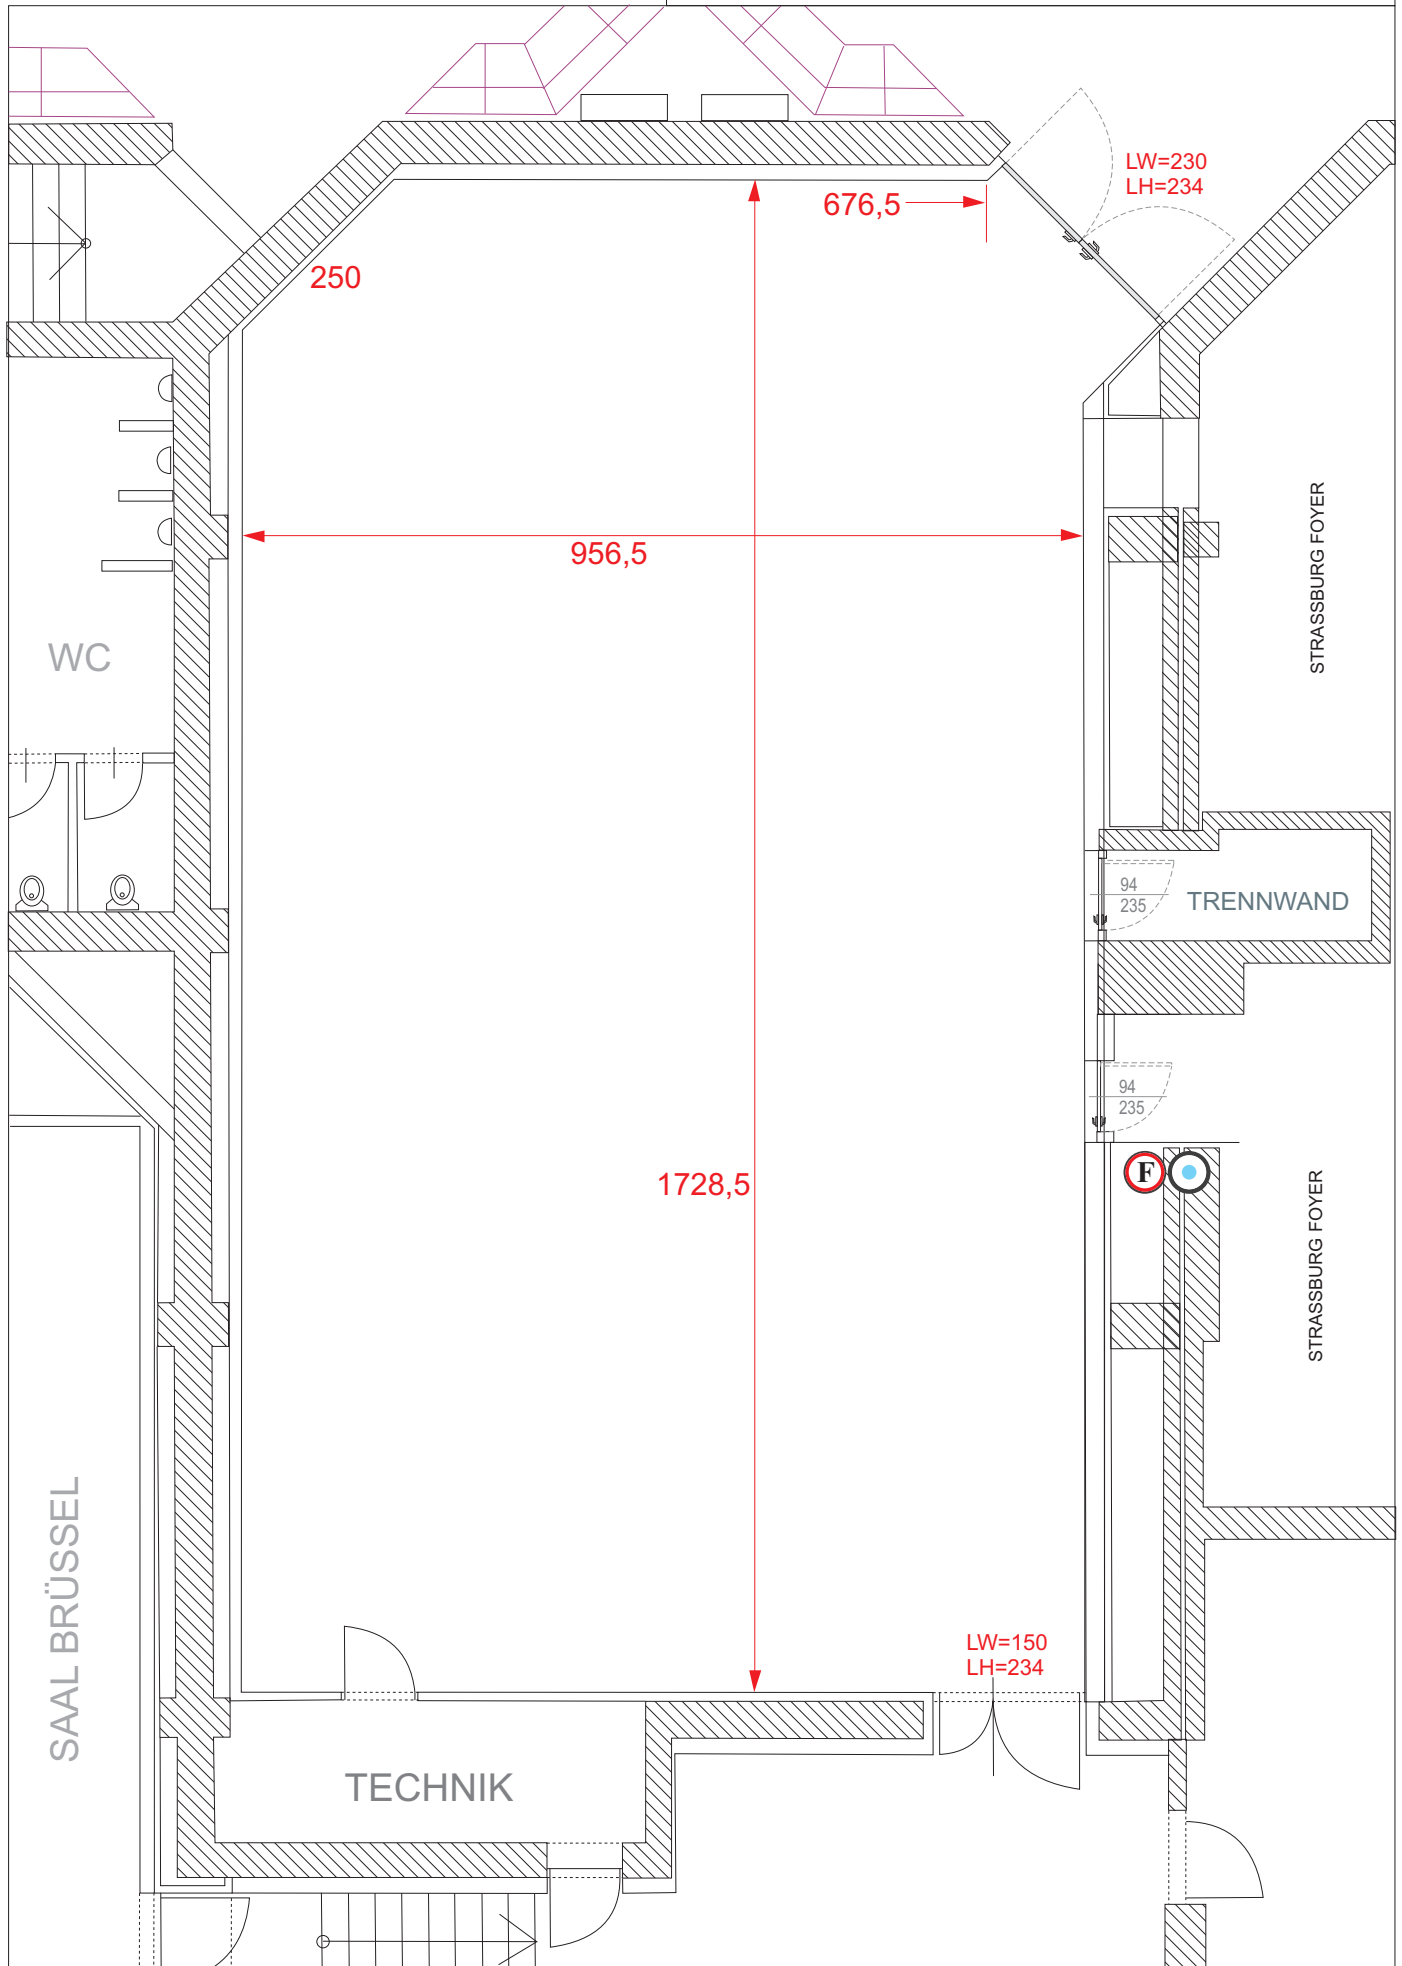 LW=230
LH=234
676,5
250
STRASSBURG FOYER
956,5
WC
94
235
TRENNWAND
94
235
F
1728,5
STRASSBURG FOYER
SAAL BRÜSSEL
LW=150
LH=234
TECHNIK